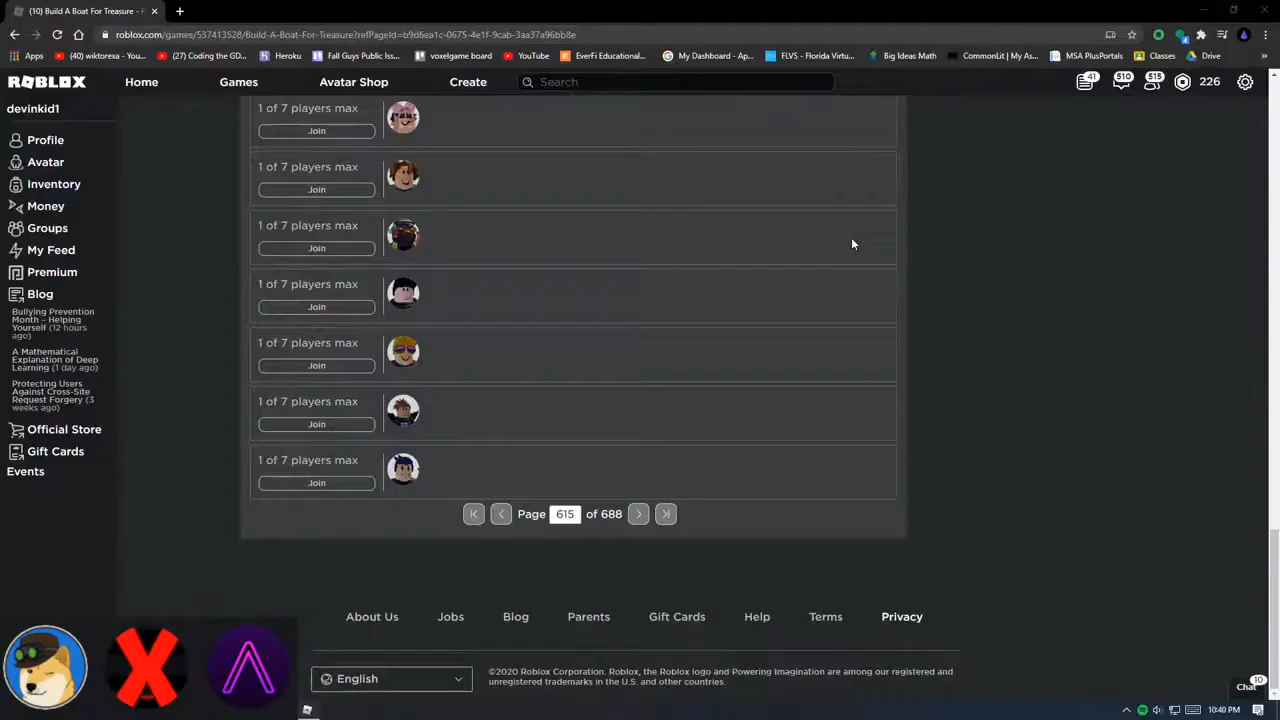 (10) Build A Boat For Treasure - R
roblox.com/games/537413528/Build-A-Boat-For-Treasure?refPageId=b9d6ea1c-0675-4e1f-9cab-3aa37a96bb8e
Apps
(40) wiktorexa - You...
(27) Coding the GD...
Heroku
Fall Guys Public Iss...
voxelgame board
YouTube
EverFi Educational...
My Dashboard - Ap...
FLVS - Florida Virtu...
Big Ideas Math
CommonLit | My As...
MSA PlusPortals
Classes
Drive
ROBLOX
Home
Games
Avatar Shop
Create
Search
41
510
515
226
devinkid1
Profile
Avatar
Inventory
Money
Groups
My Feed
Premium
Blog
Bullying Prevention
Month – Helping
Yourself (12 hours
ago)
A Mathematical
Explanation of Deep
Learning (1 day ago)
Protecting Users
Against Cross-Site
Request Forgery (3
weeks ago)
Official Store
Gift Cards
Events
1 of 7 players max
Join
1 of 7 players max
Join
1 of 7 players max
Join
1 of 7 players max
Join
1 of 7 players max
Join
1 of 7 players max
Join
1 of 7 players max
Join
Page 615 of 688
About Us
Jobs
Blog
Parents
Gift Cards
Help
Terms
Privacy
English
©2020 Roblox Corporation. Roblox, the Roblox logo and Powering Imagination are among our registered and
unregistered trademarks in the U.S. and other countries.
Chat
10
10:40 PM